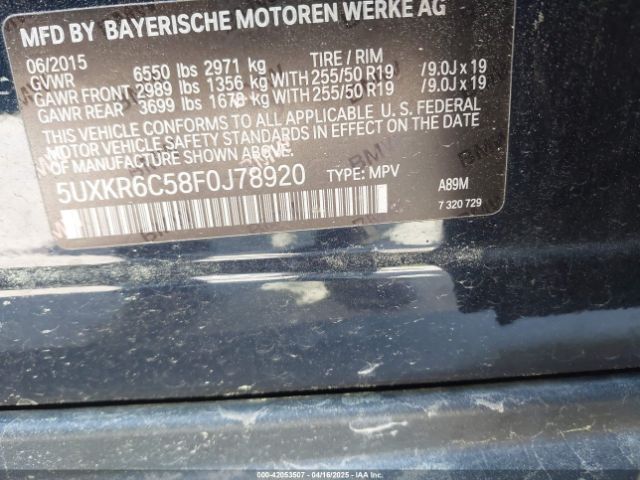 MFD BY BAYERISCHE MOTOREN WERKE AG
06/2015 TIRE / RIM
GVWR 6550 lbs 2971 kg
GAWR FRONT 2989 lbs 1356 kg WITH 255/50 R19 /9.0J x 19
GAWR REAR 3699 lbs 1678 kg WITH 255/50 R19 /9.0J x 19
THIS VEHICLE CONFORMS TO ALL APPLICABLE U. S. FEDERAL
MOTOR VEHICLE SAFETY STANDARDS IN EFFECT ON THE DATE
OF MANUFACTURE SHOWN ABOVE.
5UXKR6C58F0J78920 TYPE: MPV A89M
7 320 729
000-42053507 - 04/16/2025 - IAA Inc.